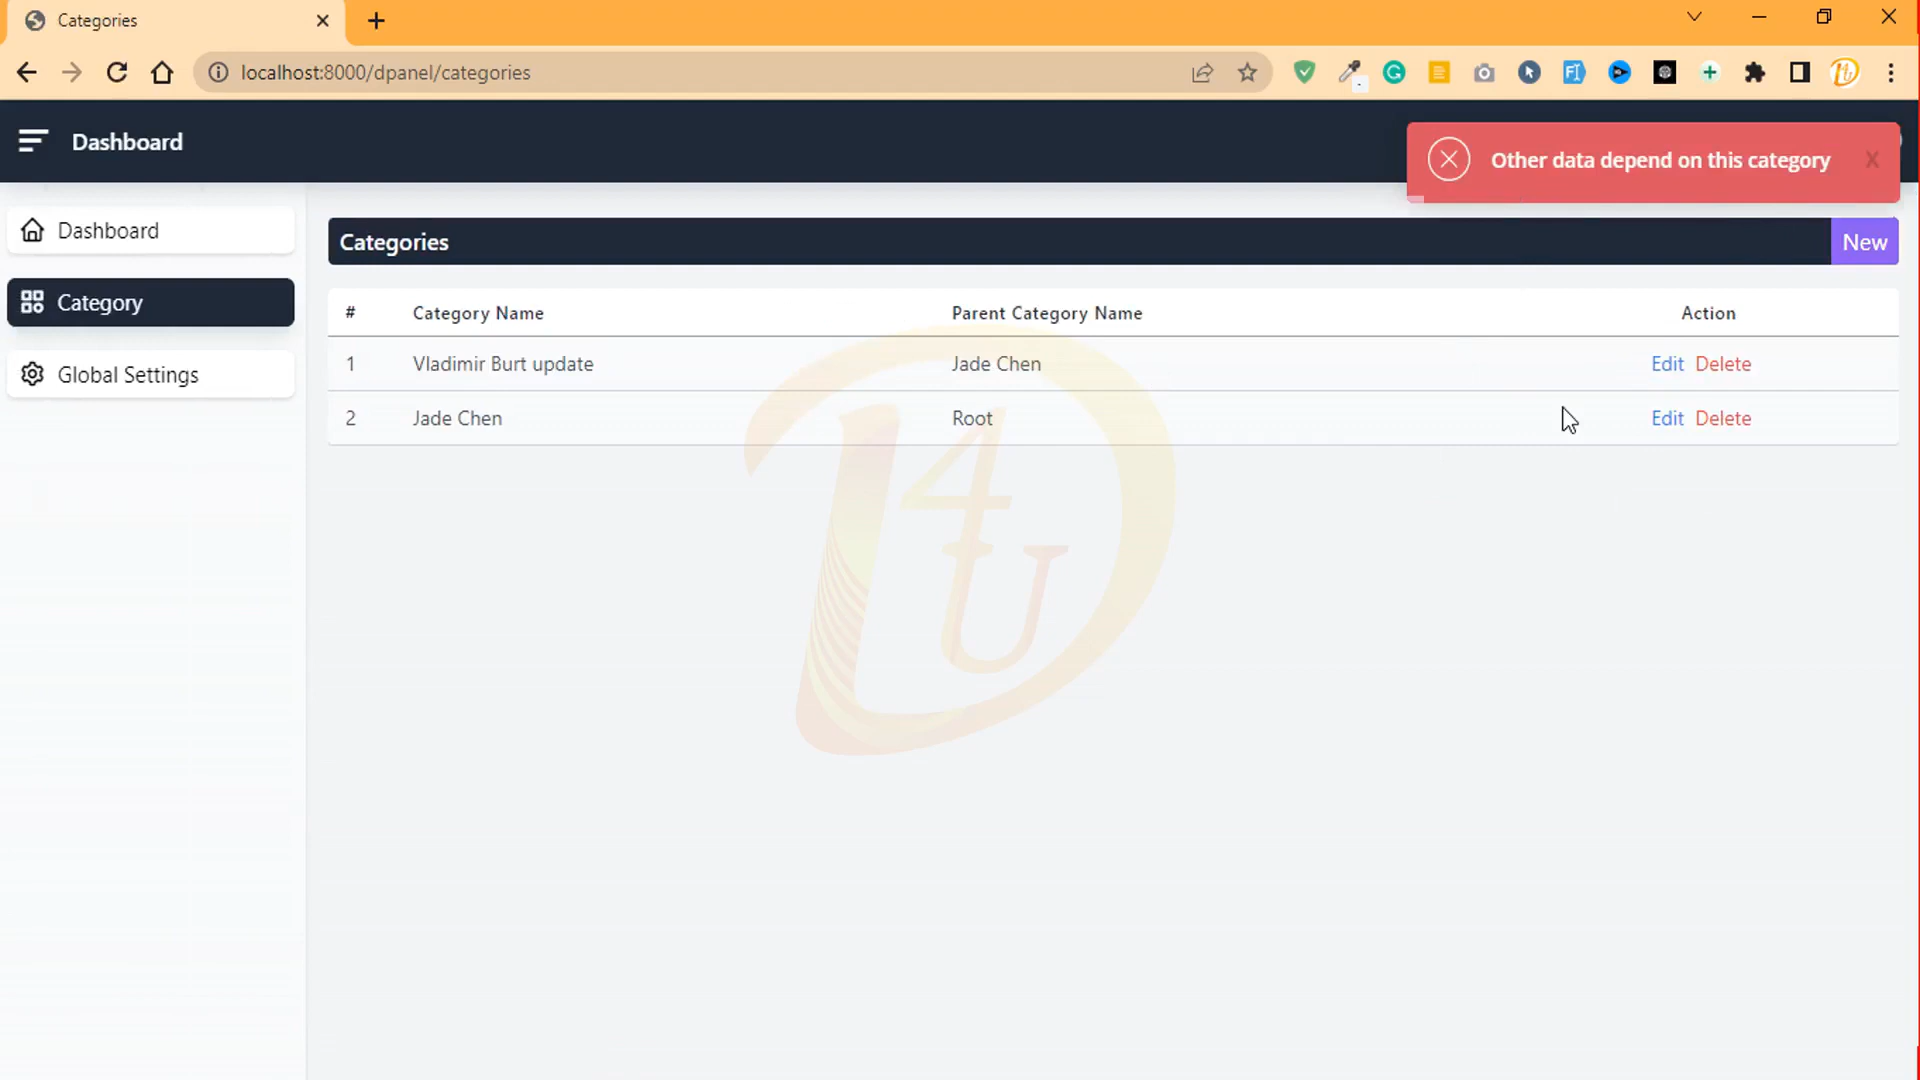 Categories
localhost:8000/dpanel/categories
Dashboard
Other data depend on this category X
Dashboard
Category
Global Settings
Categories New
# Category Name Parent Category Name Action
1 Vladimir Burt update Jade Chen Edit Delete
2 Jade Chen Root Edit Delete
D4U